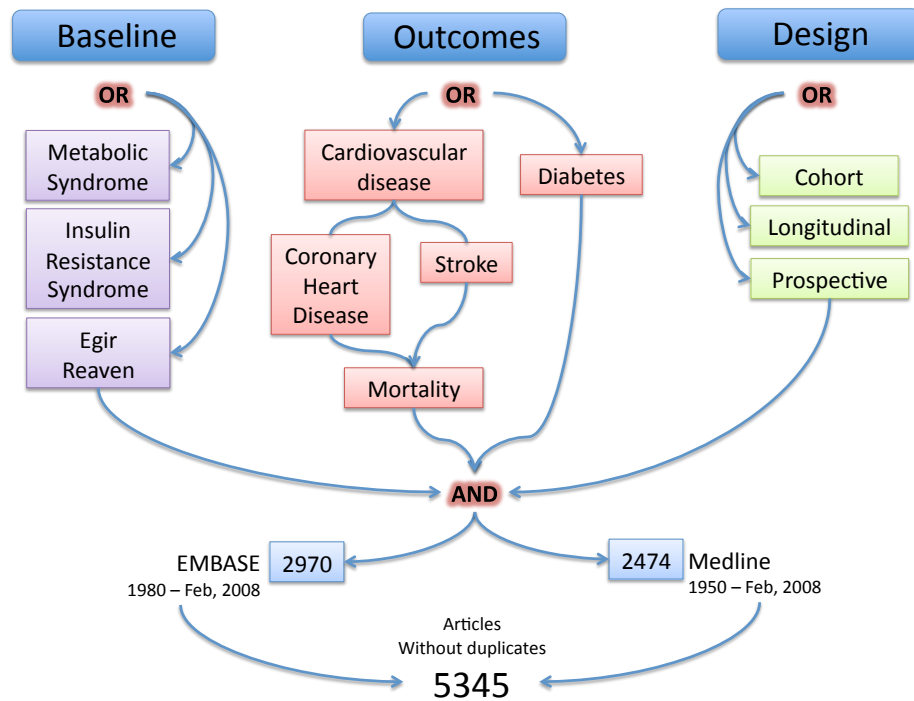 Baseline
Outcomes
Design
OR
OR
OR
Metabolic
Syndrome
Insulin
Resistance
Syndrome
Egir
Reaven
Cardiovascular
disease
Diabetes
Coronary
Heart
Disease
Stroke
Mortality
Cohort
Longitudinal
Prospective
AND
EMBASE
1980 – Feb, 2008
2970
2474
Medline
1950 – Feb, 2008
Articles
Without duplicates
5345